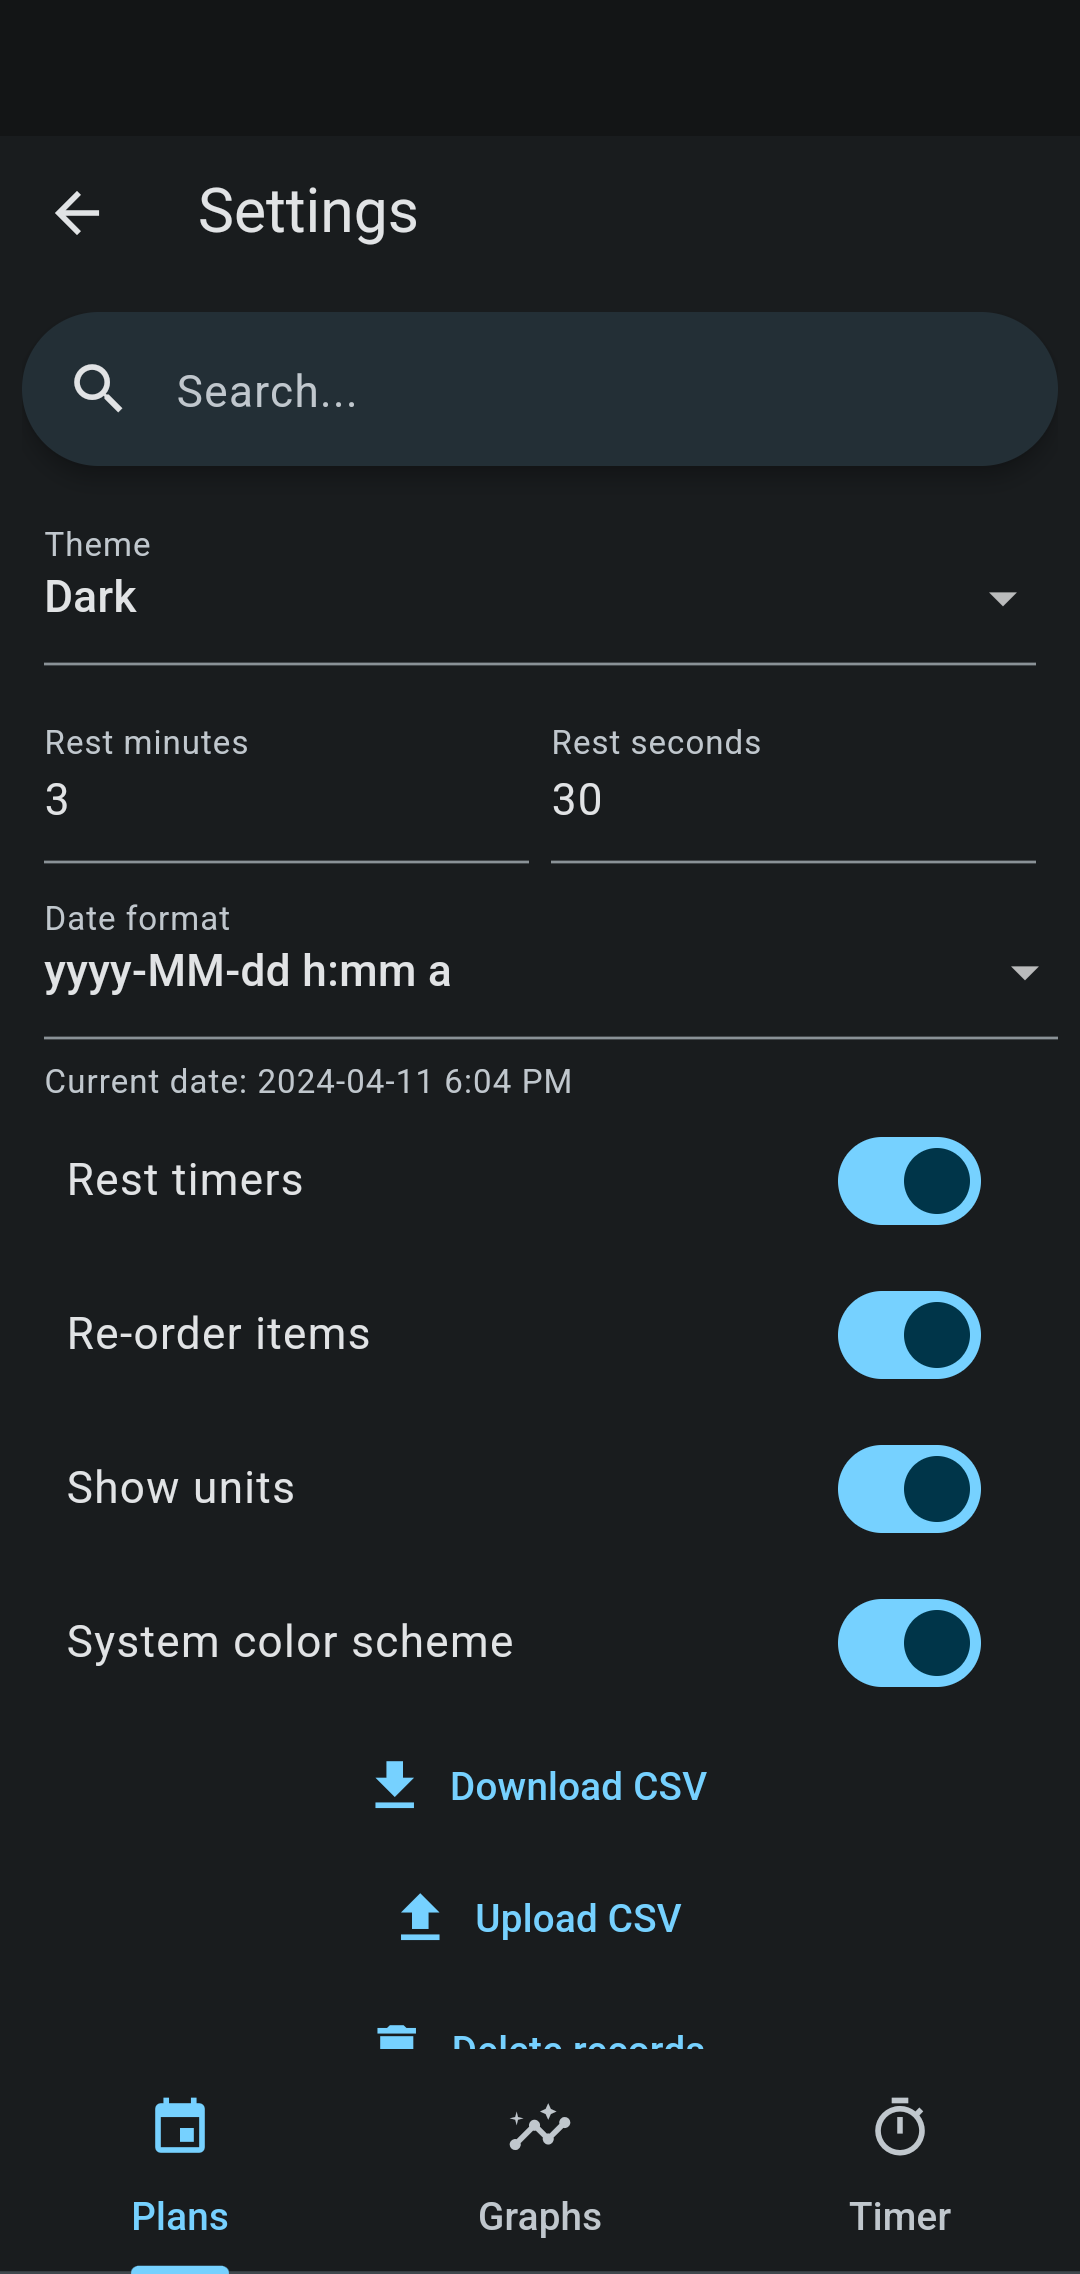 Settings
Search...
Theme
Dark
Rest minutes
Rest seconds
3
30
Date format
yyyy-MM-dd h:mm a
Current date: 2024-04-11 6:04 PM
Rest timers
Re-order items
Show units
System color scheme
Download CSV
Upload CSV
Delete records
Plans
Graphs
Timer